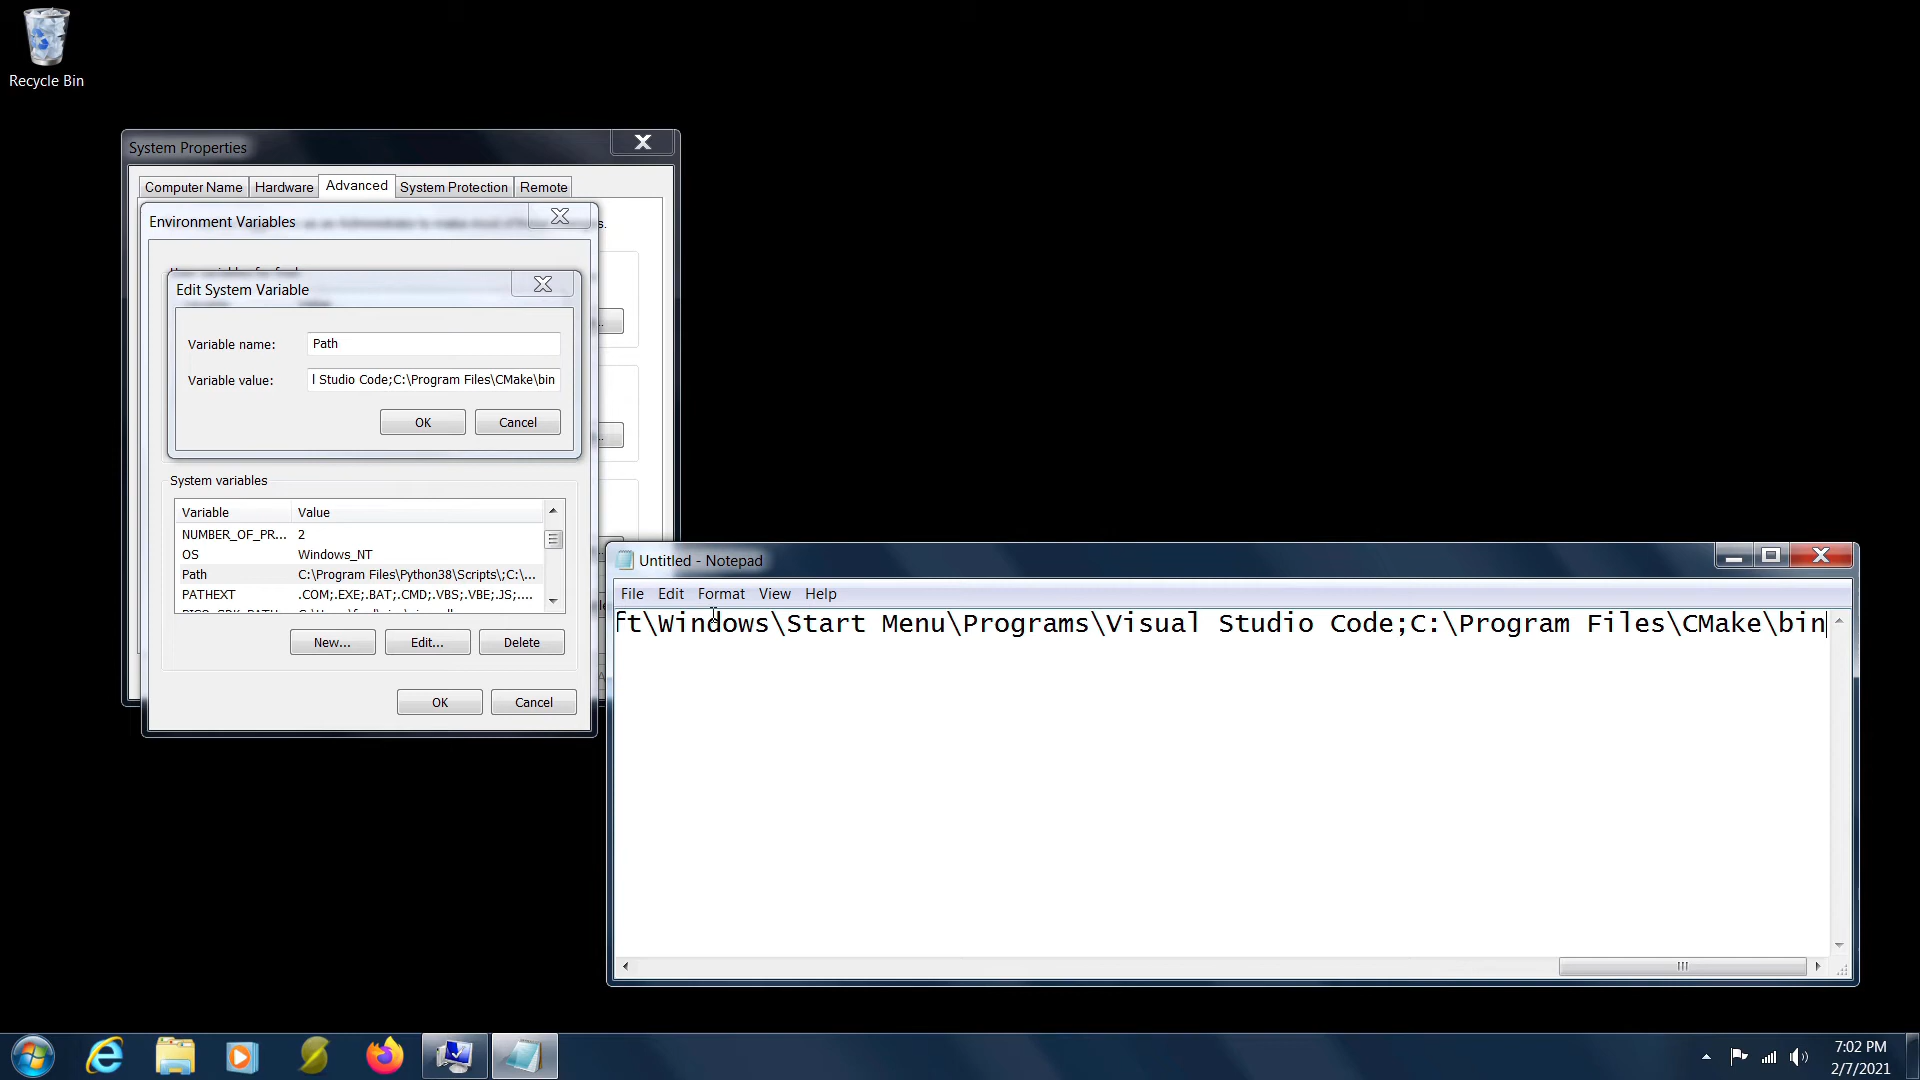 Recycle Bin
System Properties
Computer Name
Hardware
Advanced
System Protection
Remote
Environment Variables
Edit System Variable
Variable name:
Path
Variable value:
l Studio Code;C:\Program Files\CMake\bin
OK
Cancel
System variables
Variable
Value
NUMBER_OF_PR...
2
OS
Windows_NT
Path
C:\Program Files\Python38\Scripts\;C:\...
PATHEXT
.COM;.EXE;.BAT;.CMD;.VBS;.VBE;.JS;....
New...
Edit...
Delete
OK
Cancel
Untitled - Notepad
File
Edit
Format
View
Help
ft\Windows\Start Menu\Programs\Visual Studio Code;C:\Program Files\CMake\bin
7:02 PM
2/7/2021